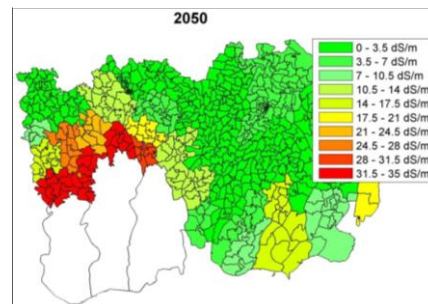 2050
0 - 3.5 dS/m
3.5 - 7 dS/m
7 - 10.5 dS/m
10.5 - 14 dS/m
14 - 17.5 dS/m
17.5 - 21 dS/m
21 - 24.5 dS/m
24.5 - 28 dS/m
28 - 31.5 dS/m
31.5 - 35 dS/m